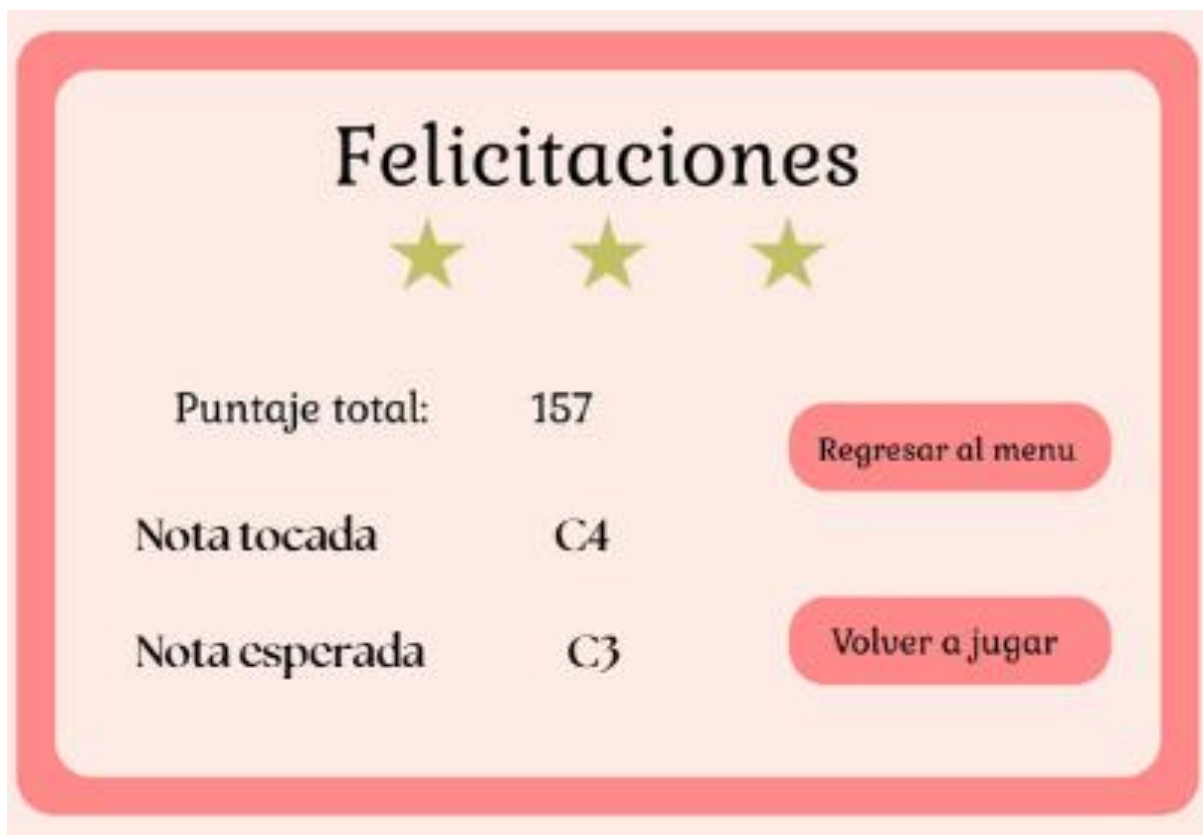 Felicitaciones
Puntaje total: 157
Regresar al menu
Nota tocada C4
Nota esperada C3
Volver a jugar